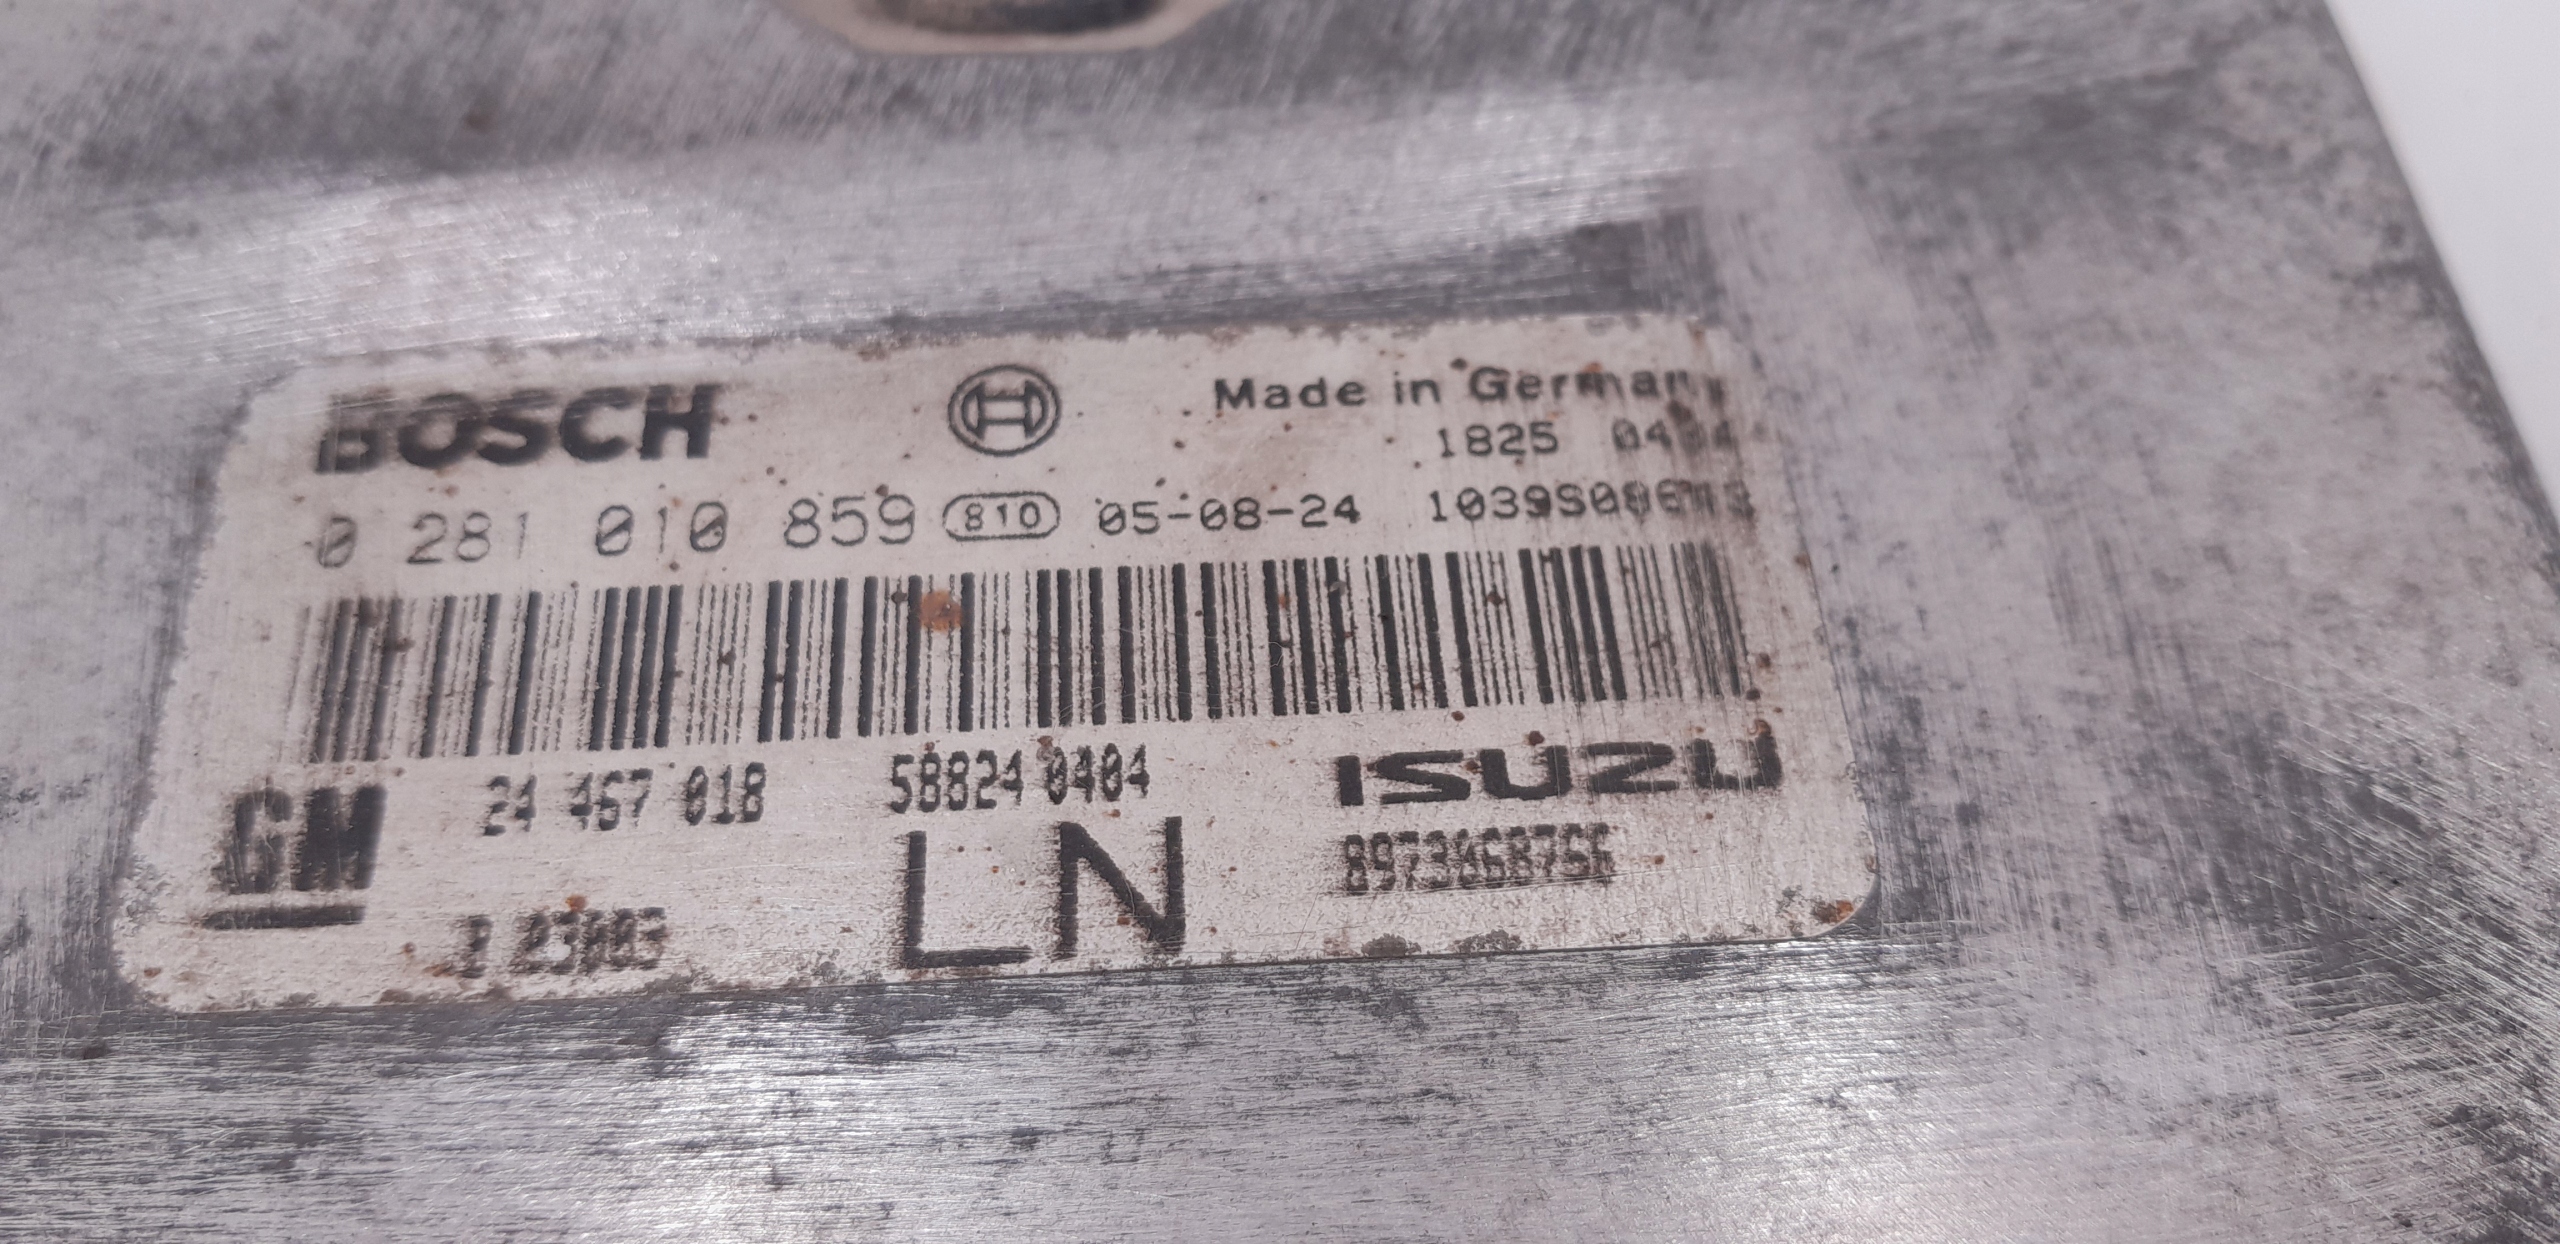 BOSCH Made in Germany
1825
0 281 010 859 810 05-08-24
24 467 018 58824 0404 ISUZU
GM LN